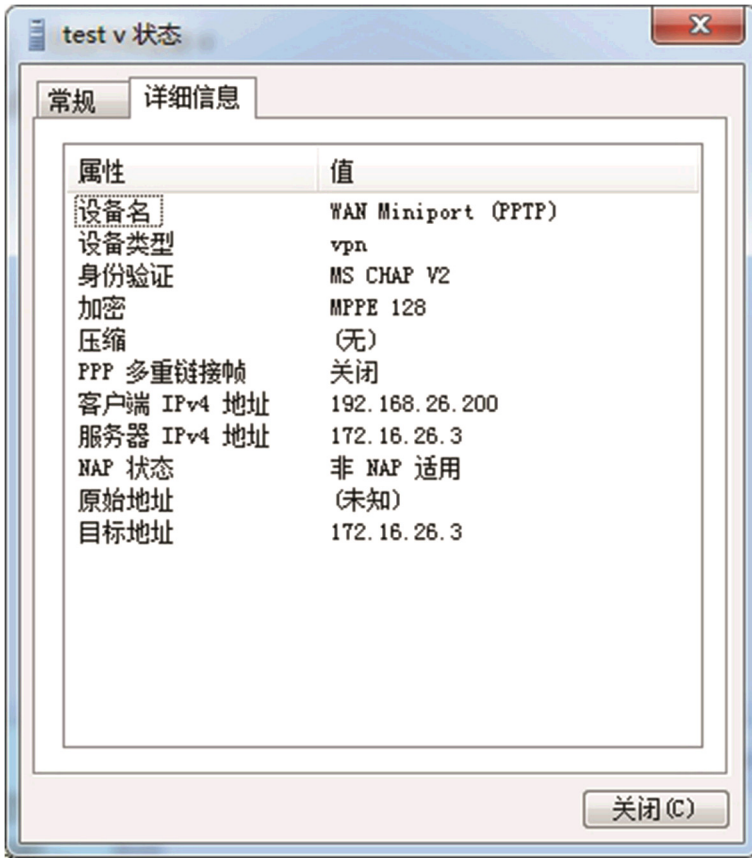 test v 状态
常规 详细信息
属性 值
设备名 WAN Miniport (PPTP)
设备类型 vpn
身份验证 MS CHAP V2
加密 MPPE 128
压缩 (无)
PPP 多重链接帧 关闭
客户端 IPv4 地址 192.168.26.200
服务器 IPv4 地址 172.16.26.3
NAP 状态 非 NAP 适用
原始地址 (未知)
目标地址 172.16.26.3
关闭(C)